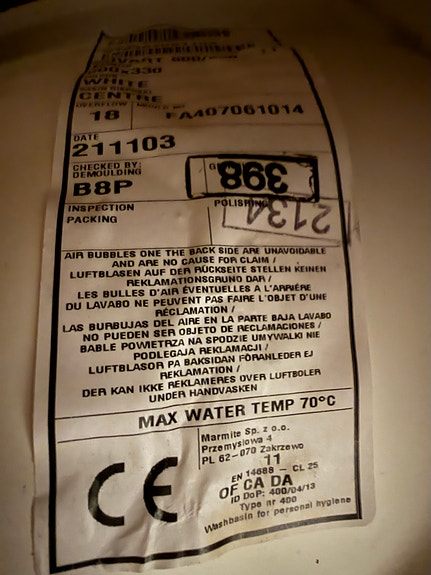 WHITE
CENTRE
OVERFLOW
18 FA407061014
DATE
211103
CHECKED BY
DEMOULDING
B8P
398
INSPECTION POLISHING
PACKING
2134
AIR BUBBLES ONE THE BACK SIDE ARE UNAVOIDABLE
AND ARE NO CAUSE FOR CLAIM /
LUFTBLASEN AUF DER RÜCKSEITE STELLEN KEINEN
REKLAMATIONSGRUND DAR /
LES BULLES D'AIR ÉVENTUELLES A L'ARRIÉRE
DU LAVABO NE PEUVENT PAS FAIRE L'OBJET D'UNE
RÉCLAMATION /
LAS BURBUJAS DEL AIRE EN LA PARTE BAJA LAVABO
NO PUEDEN SER OBJETO DE RECLAMACIONES /
BABLE POWIETRZA NA SPODZIE UMYWALKI NIE
PODLEGAJA REKLAMACJI /
LUFTBLASOR PA BAKSIDAN FÖRANLEDER EJ
REKLAMATION /
DER KAN IKKE REKLAMERES OVER LUFTBOLER
UNDER HANDVASKEN
MAX WATER TEMP 70°C
CE
Marmite Sp. z o.o.
Przemysłowa 4
PL 62-070 Zakrzewo
11
EN 14688 - CL 25
OF CA DA
ID DoP: 400/04/13
Type nr 400
Washbasin for personal hygiene